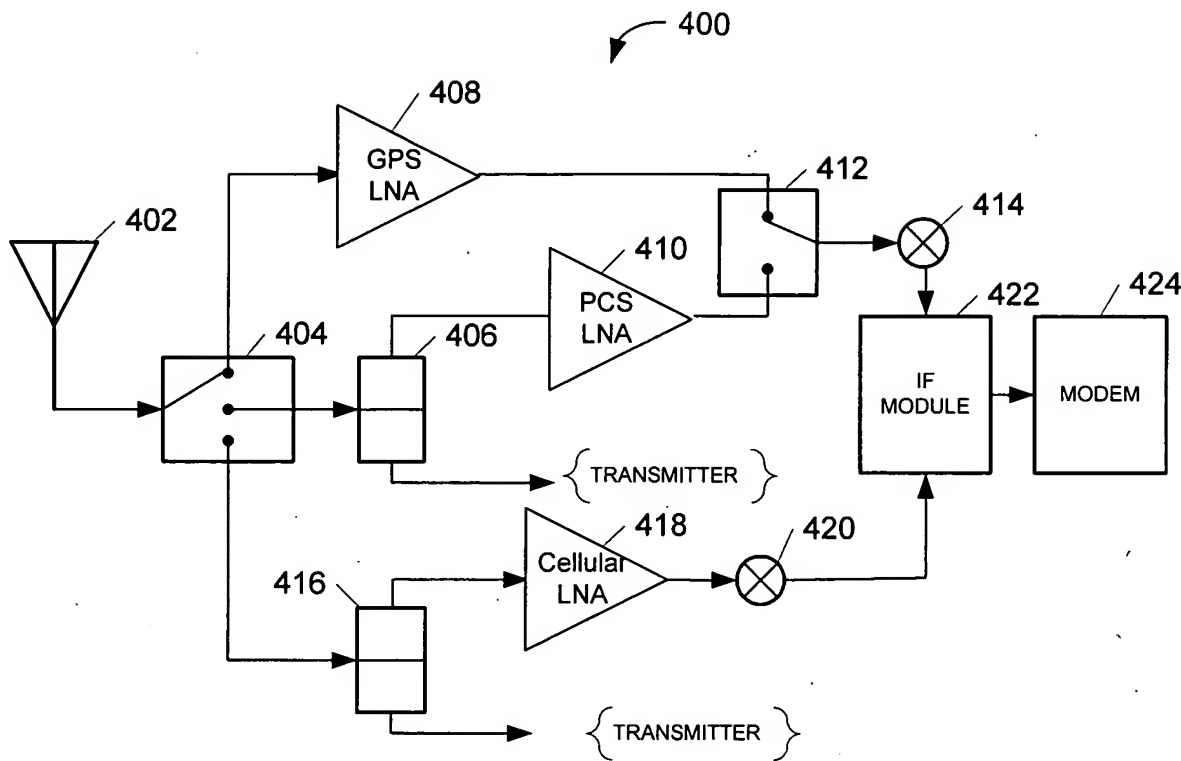 400
408
GPS
LNA
412
402
414
410
PCS
LNA
422
424
404
406
IF
MODULE
MODEM
{TRANSMITTER}
418
420
Cellular
LNA
416
{TRANSMITTER}